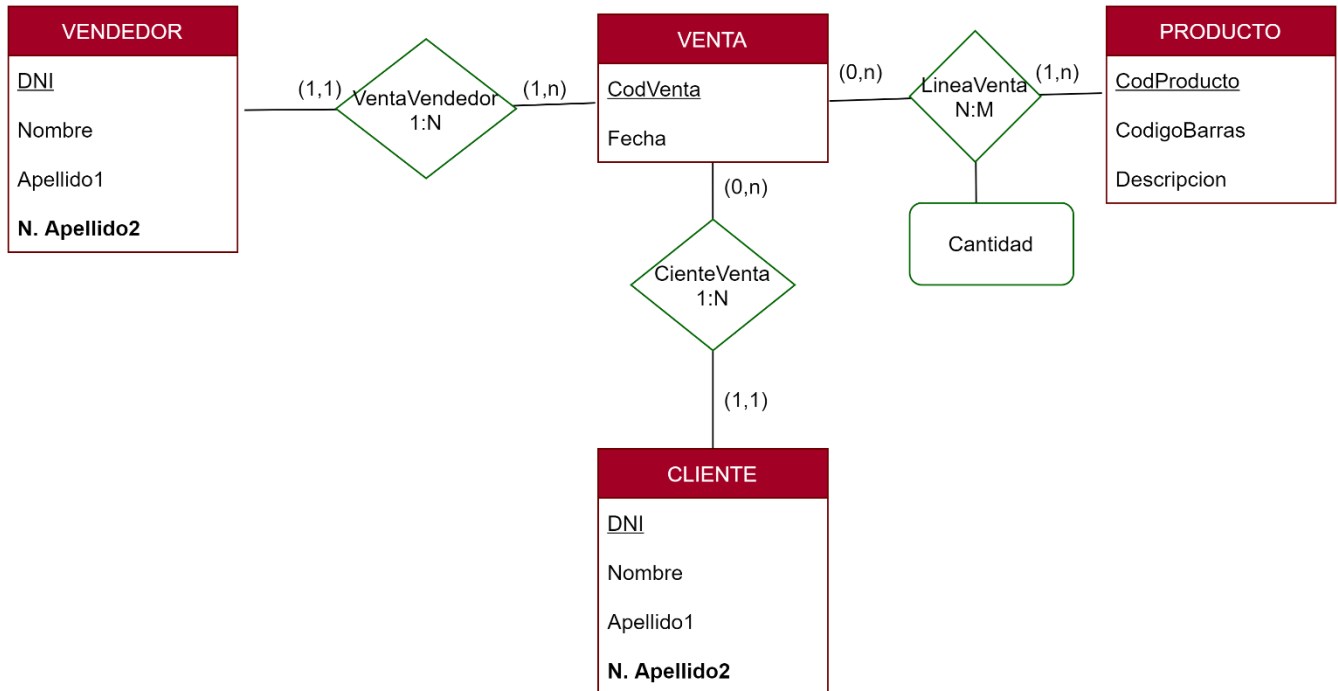 VENDEDOR
DNI
Nombre
Apellido1
N. Apellido2
(1,1)
VentaVendedor
1:N
(1,n)
VENTA
CodVenta
Fecha
(0,n)
LineaVenta
N:M
(1,n)
PRODUCTO
CodProducto
CodigoBarras
Descripcion
Cantidad
(0,n)
CienteVenta
1:N
(1,1)
CLIENTE
DNI
Nombre
Apellido1
N. Apellido2